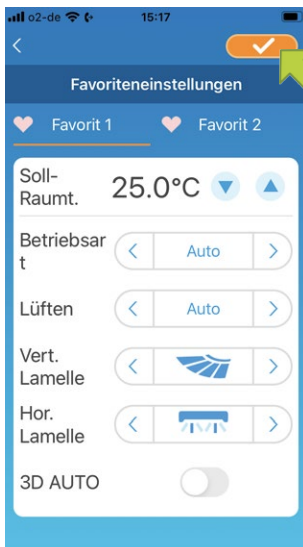 o2-de 15:17
Favoriteneinstellungen
Favorit 1 Favorit 2
Soll-
Raumt. 25.0°C
Betriebsar
t Auto
Lüften Auto
Vert.
Lamelle
Hor.
Lamelle
3D AUTO